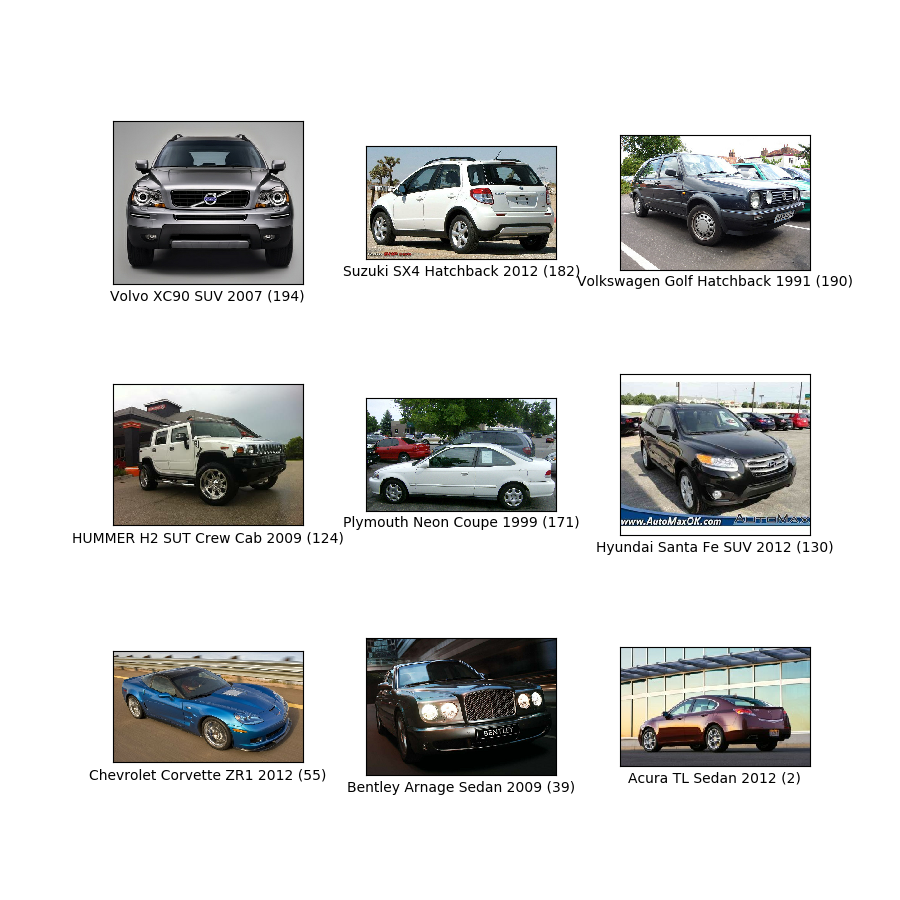 Volvo XC90 SUV 2007 (194)
Suzuki SX4 Hatchback 2012 (182)
Volkswagen Golf Hatchback 1991 (190)
HUMMER H2 SUT Crew Cab 2009 (124)
Plymouth Neon Coupe 1999 (171)
www.AutoMaxOK.com AUTOMAX
Hyundai Santa Fe SUV 2012 (130)
BENTLEY
Chevrolet Corvette ZR1 2012 (55)
Bentley Arnage Sedan 2009 (39)
Acura TL Sedan 2012 (2)